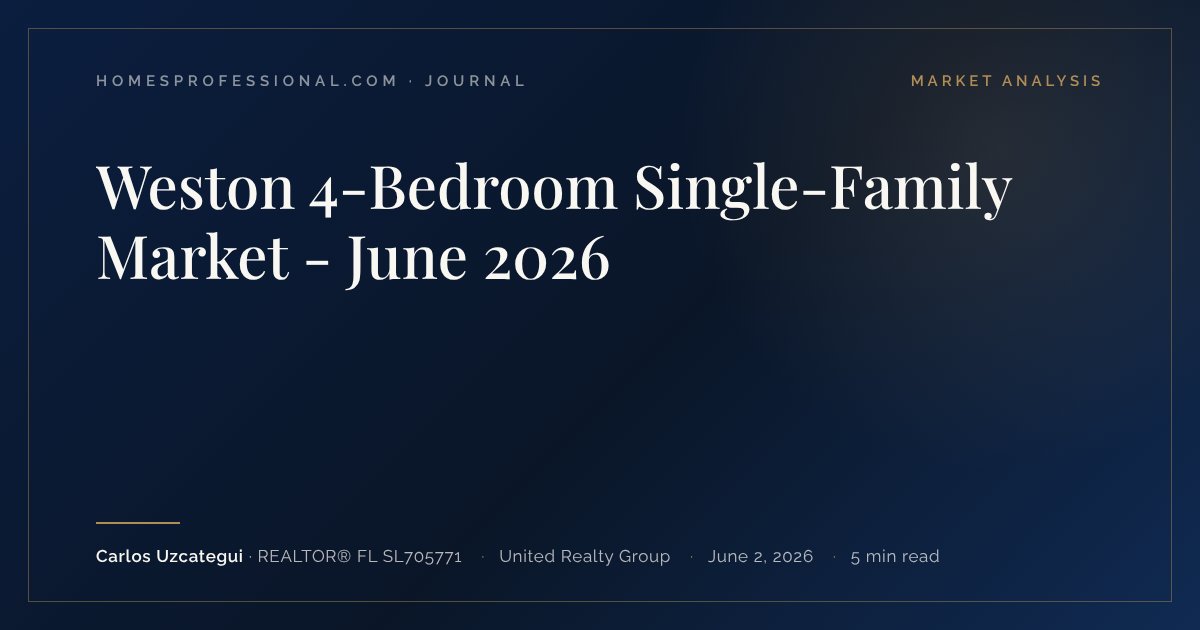 HOMESPROFESSIONAL.COM · JOURNAL
MARKET ANALYSIS
Weston 4-Bedroom Single-Family
Market - June 2026
Carlos Uzcategui · REALTOR® FL SL705771 · United Realty Group · June 2, 2026 · 5 min read